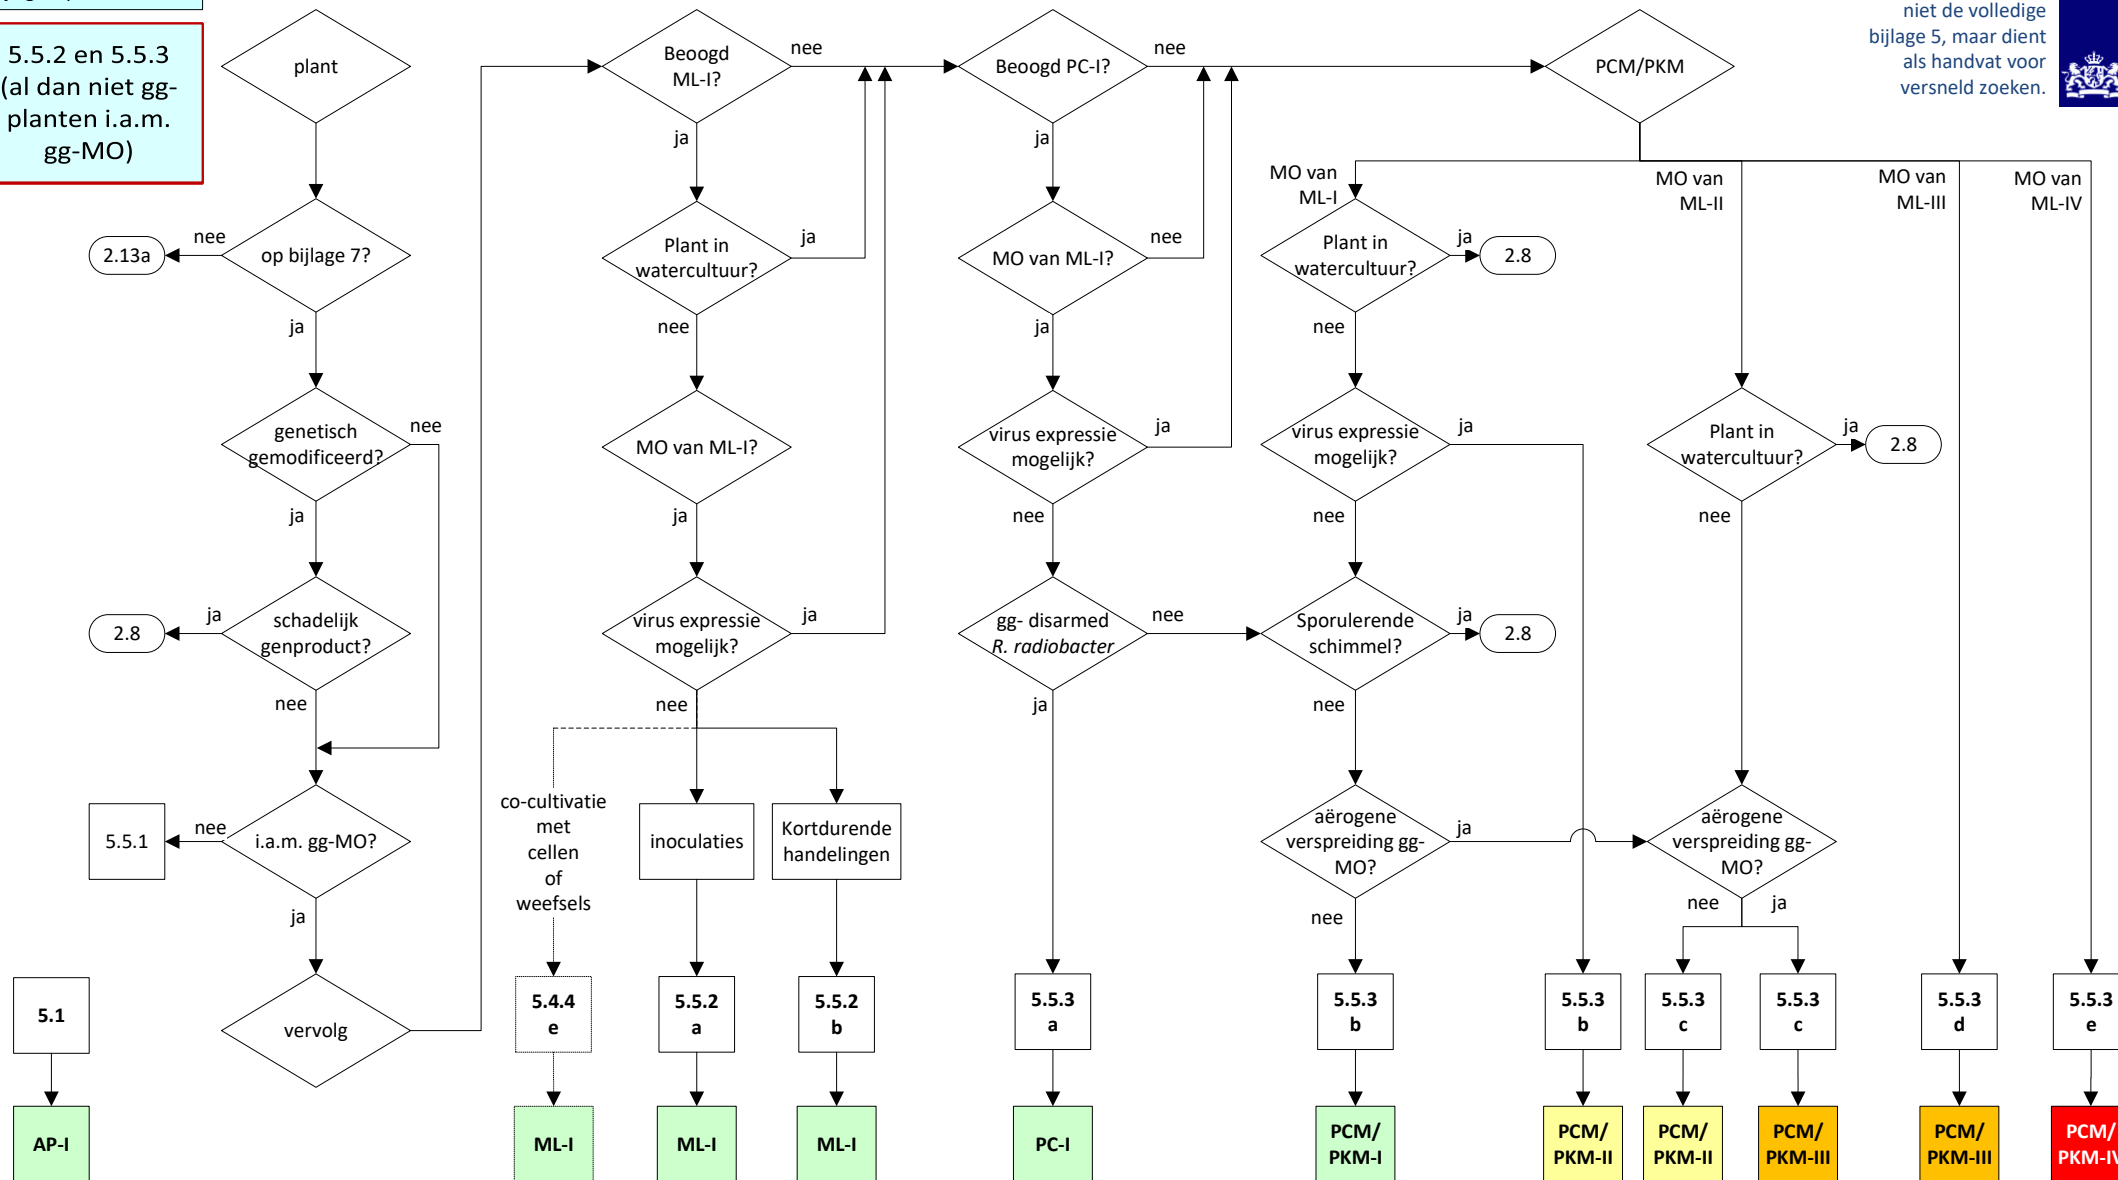 5.5.2 en 5.5.3
(al dan niet gg-
planten i.a.m.
gg-MO)
niet de volledige
bijlage 5, maar dient
als handvat voor
versneld zoeken.
plant
op bijlage 7?
nee
2.13a
ja
genetisch
gemodificeerd?
nee
ja
schadelijk
genproduct?
ja
2.8
nee
i.a.m. gg-MO?
nee
5.5.1
ja
vervolg
5.1
AP-I
Beoogd
ML-I?
nee
ja
Plant in
watercultuur?
ja
nee
MO van ML-I?
ja
virus expressie
mogelijk?
ja
nee
co-cultivatie
met
cellen
of
weefsels
inoculaties
Kortdurende
handelingen
5.4.4
e
5.5.2
a
5.5.2
b
ML-I
ML-I
ML-I
Beoogd PC-I?
nee
ja
MO van ML-I?
nee
ja
virus expressie
mogelijk?
ja
nee
gg- disarmed
R. radiobacter
nee
ja
5.5.3
a
PC-I
PCM/PKM
MO van
ML-I
MO van
ML-II
MO van
ML-III
MO van
ML-IV
Plant in
watercultuur?
ja
2.8
nee
virus expressie
mogelijk?
ja
nee
Sporulerende
schimmel?
ja
2.8
nee
aërogene
verspreiding gg-
MO?
ja
nee
Plant in
watercultuur?
ja
2.8
nee
aërogene
verspreiding gg-
MO?
nee
ja
5.5.3
b
5.5.3
b
5.5.3
c
5.5.3
c
5.5.3
d
5.5.3
e
PCM/
PKM-I
PCM/
PKM-II
PCM/
PKM-II
PCM/
PKM-III
PCM/
PKM-III
PCM/
PKM-IV